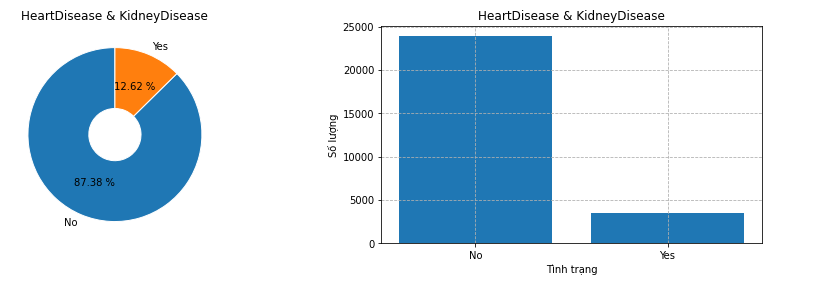 HeartDisease & KidneyDisease
Yes
12.62 %
87.38 %
No
HeartDisease & KidneyDisease
25000
20000
15000
10000
5000
0
Số lượng
No
Yes
Tình trạng